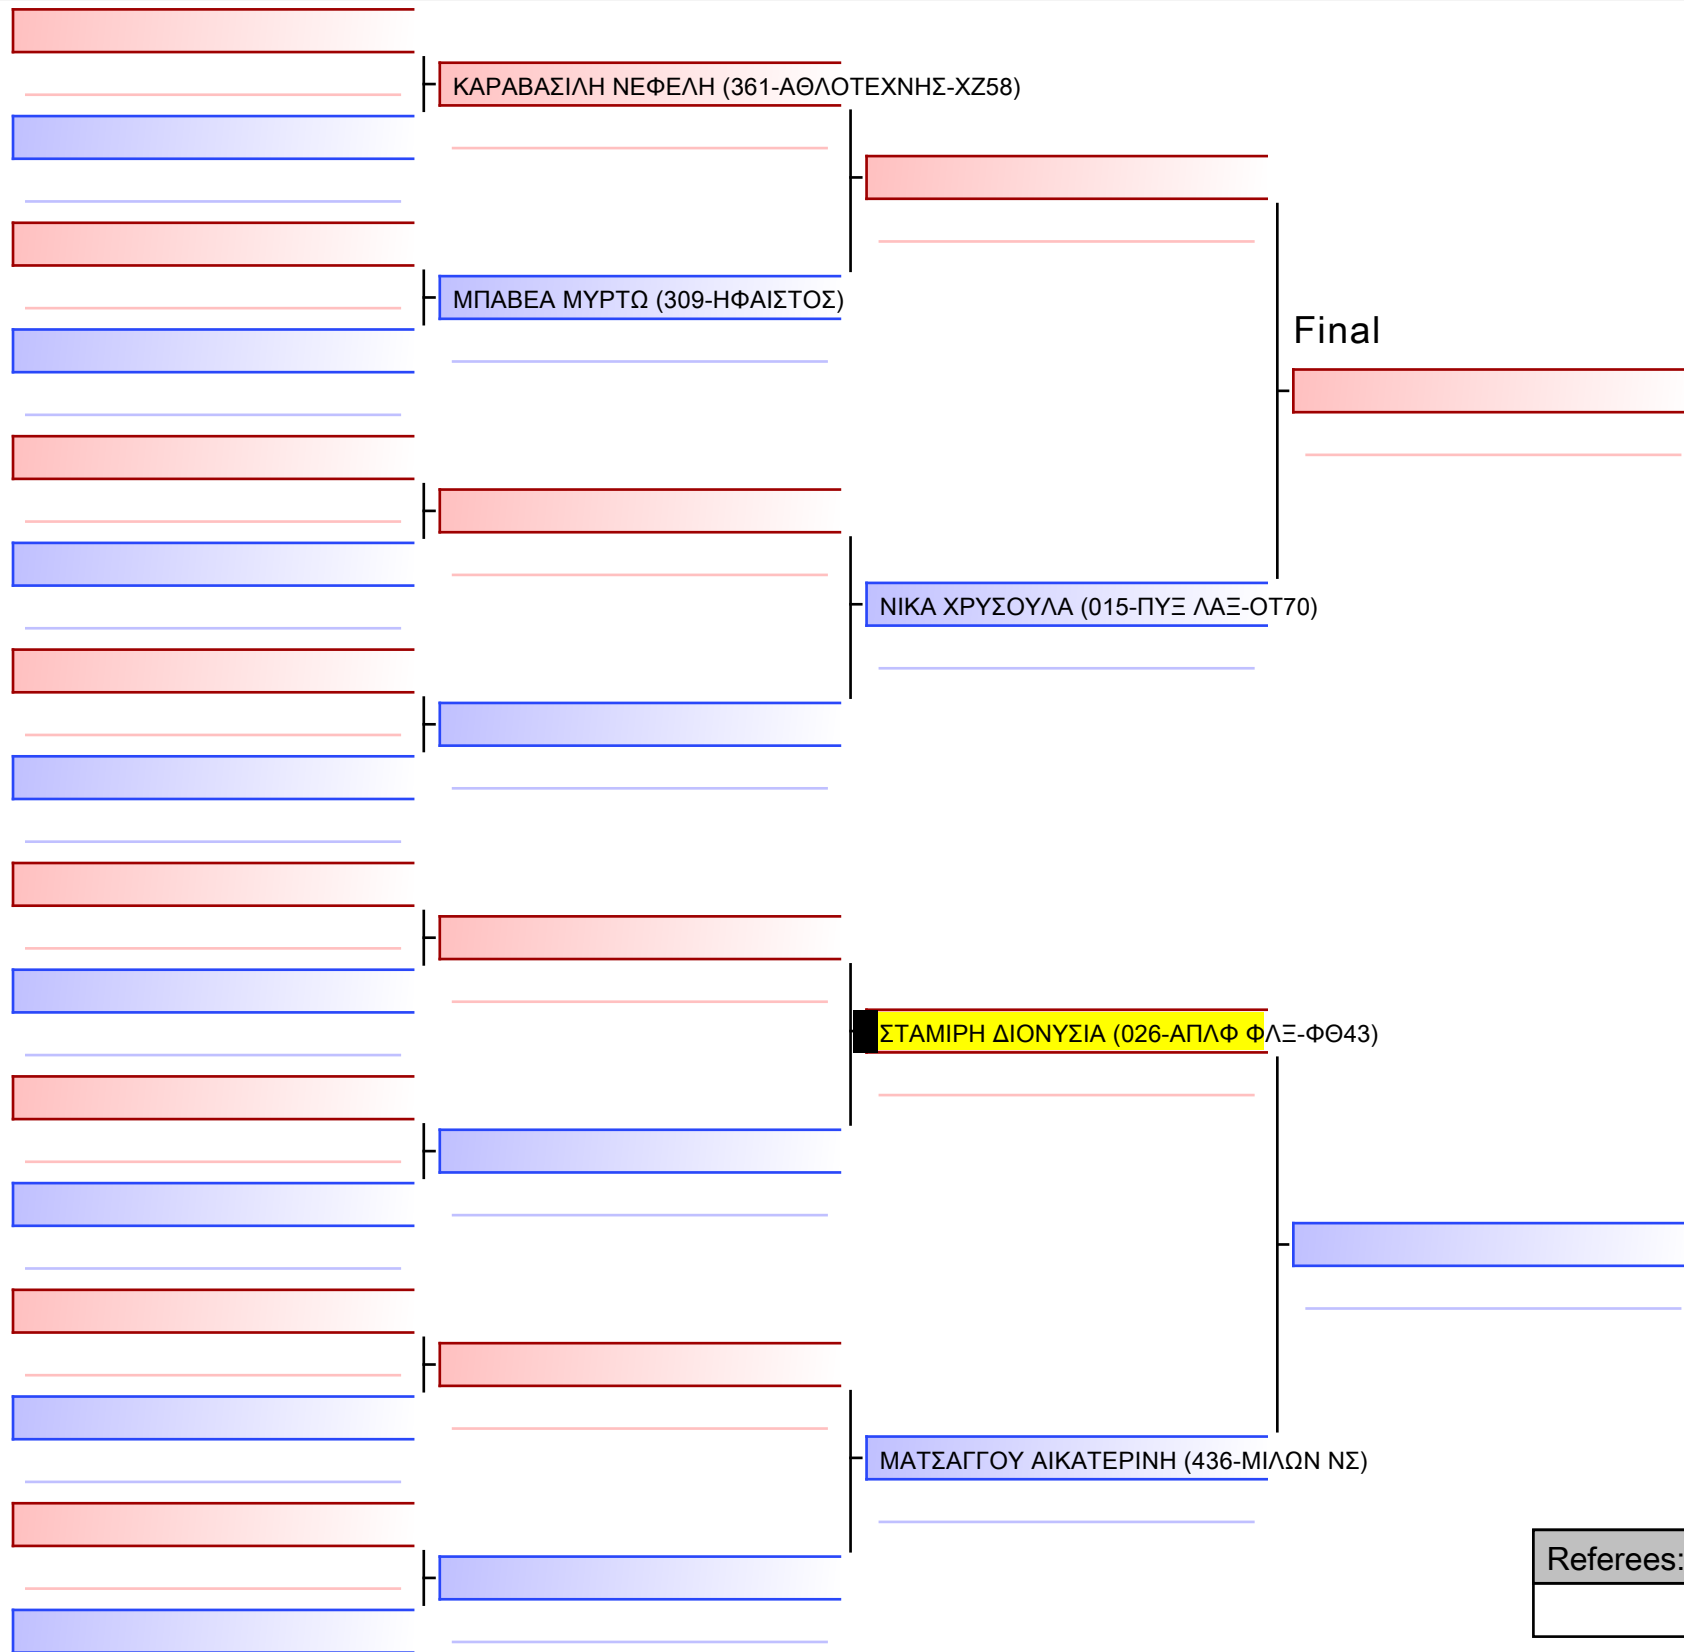 ΚΑΡΑΒΑΣΙΛΗ ΝΕΦΕΛΗ (361-ΑΘΛΟΤΕΧΝΗΣ-ΧΖ58)
ΜΠΑΒΕΑ ΜΥΡΤΩ (309-ΗΦΑΙΣΤΟΣ)
Final
ΝΙΚΑ ΧΡΥΣΟΥΛΑ (015-ΠΥΞ ΛΑΞ-ΟΤ70)
ΣΤΑΜΙΡΗ ΔΙΟΝΥΣΙΑ (026-ΑΠΛΦ ΦΛΞ-ΦΘ43)
ΜΑΤΣΑΓΓΟΥ ΑΙΚΑΤΕΡΙΝΗ (436-ΜΙΛΩΝ ΝΣ)
Referees: